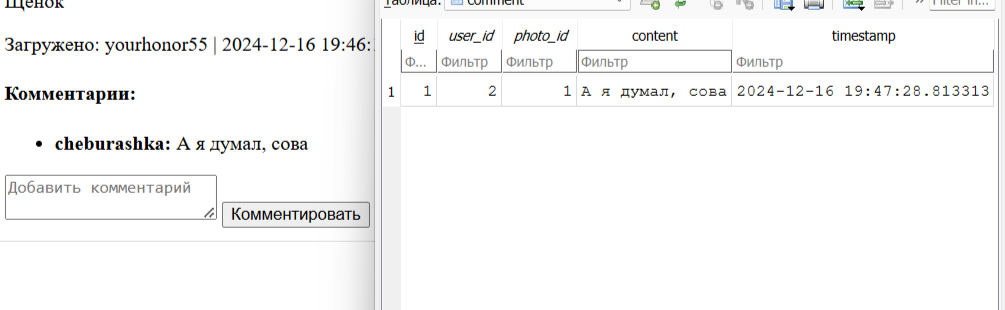 Щенок
Загружено: yourhonor55 | 2024-12-16 19:46:
Комментарии:
cheburashka: А я думал, сова
Добавить комментарий
Комментировать
Таблица: comment
Filter in...
id user_id photo_id content timestamp
Ф... Фильтр Фильтр Фильтр Фильтр
1 1 2 1 А я думал, сова 2024-12-16 19:47:28.813313